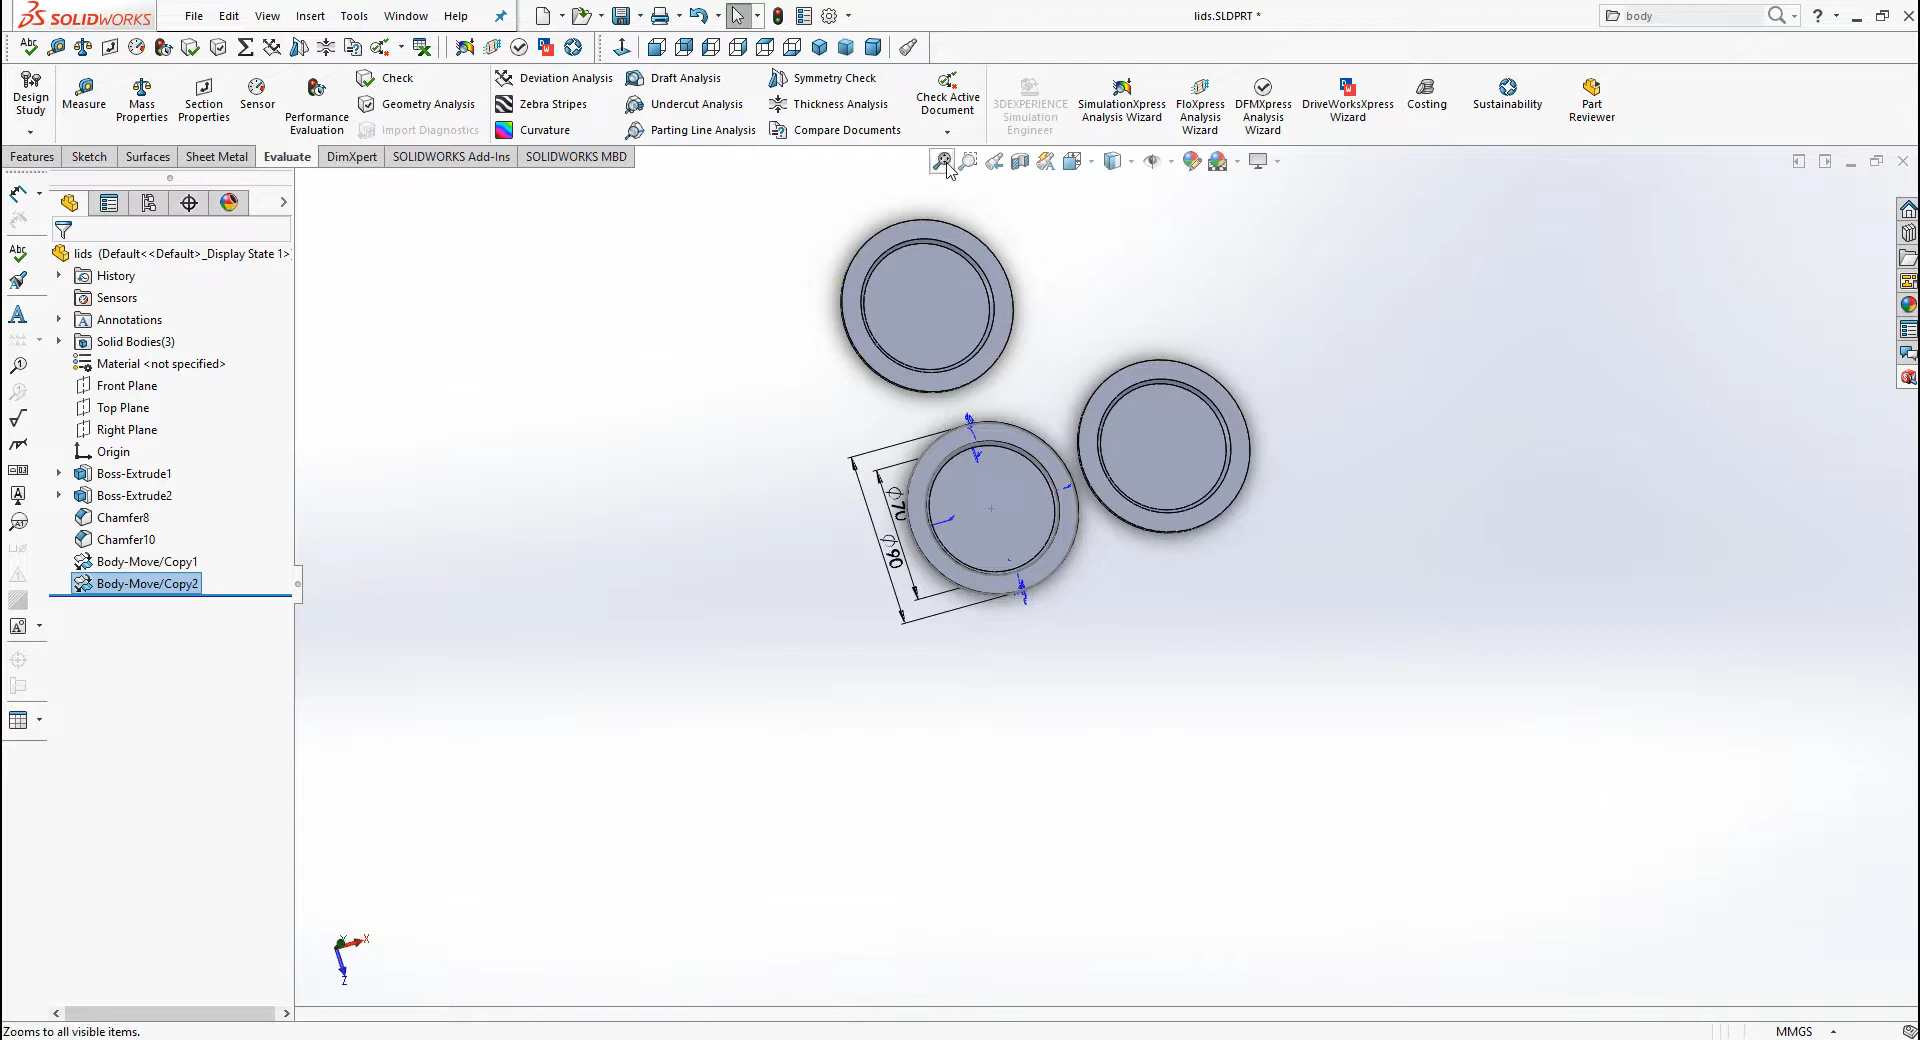 SOLIDWORKS
File
Edit
View
Insert
Tools
Window
Help
lids.SLDPRT *
body
?
Abc
Design
Study
Measure
Mass
Properties
Section
Properties
Sensor
Performance
Evaluation
Check
Geometry Analysis
Import Diagnostics
Deviation Analysis
Zebra Stripes
Curvature
Draft Analysis
Undercut Analysis
Parting Line Analysis
Symmetry Check
Thickness Analysis
Compare Documents
Check Active
Document
3DEXPERIENCE
Simulation
Engineer
SimulationXpress
Analysis Wizard
FloXpress
Analysis
Wizard
DFMXpress
Analysis
Wizard
DriveWorksXpress
Wizard
Costing
Sustainability
Part
Reviewer
Features
Sketch
Surfaces
Sheet Metal
Evaluate
DimXpert
SOLIDWORKS Add-Ins
SOLIDWORKS MBD
Abc
lids (Default<<Default>_Display State 1>
History
Sensors
Annotations
Solid Bodies(3)
Material <not specified>
Front Plane
Top Plane
Right Plane
Origin
Boss-Extrude1
Boss-Extrude2
Chamfer8
Chamfer10
Body-Move/Copy1
Body-Move/Copy2
⌀ 70
⌀ 90
Y
X
Z
Zooms to all visible items.
MMGS